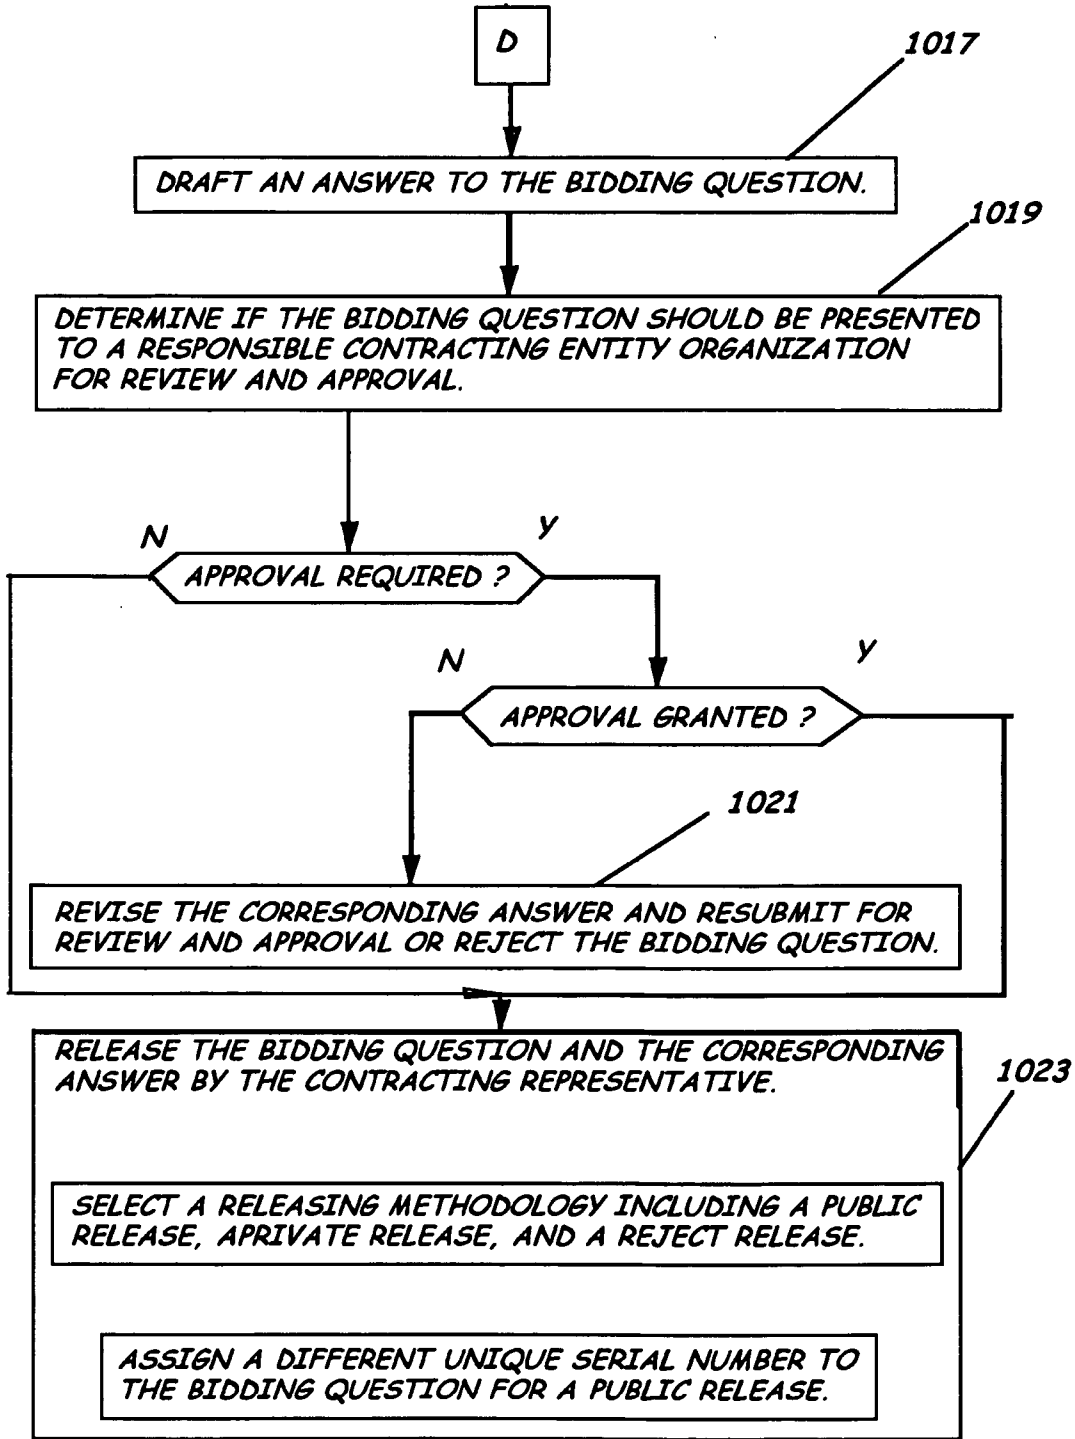 D
1017
DRAFT AN ANSWER TO THE BIDDING QUESTION.
1019
DETERMINE IF THE BIDDING QUESTION SHOULD BE PRESENTED
TO A RESPONSIBLE CONTRACTING ENTITY ORGANIZATION
FOR REVIEW AND APPROVAL.
N
Y
APPROVAL REQUIRED ?
N
Y
APPROVAL GRANTED ?
1021
REVISE THE CORRESPONDING ANSWER AND RESUBMIT FOR
REVIEW AND APPROVAL OR REJECT THE BIDDING QUESTION.
RELEASE THE BIDDING QUESTION AND THE CORRESPONDING
ANSWER BY THE CONTRACTING REPRESENTATIVE.
1023
SELECT A RELEASING METHODOLOGY INCLUDING A PUBLIC
RELEASE, APRIVATE RELEASE, AND A REJECT RELEASE.
ASSIGN A DIFFERENT UNIQUE SERIAL NUMBER TO
THE BIDDING QUESTION FOR A PUBLIC RELEASE.